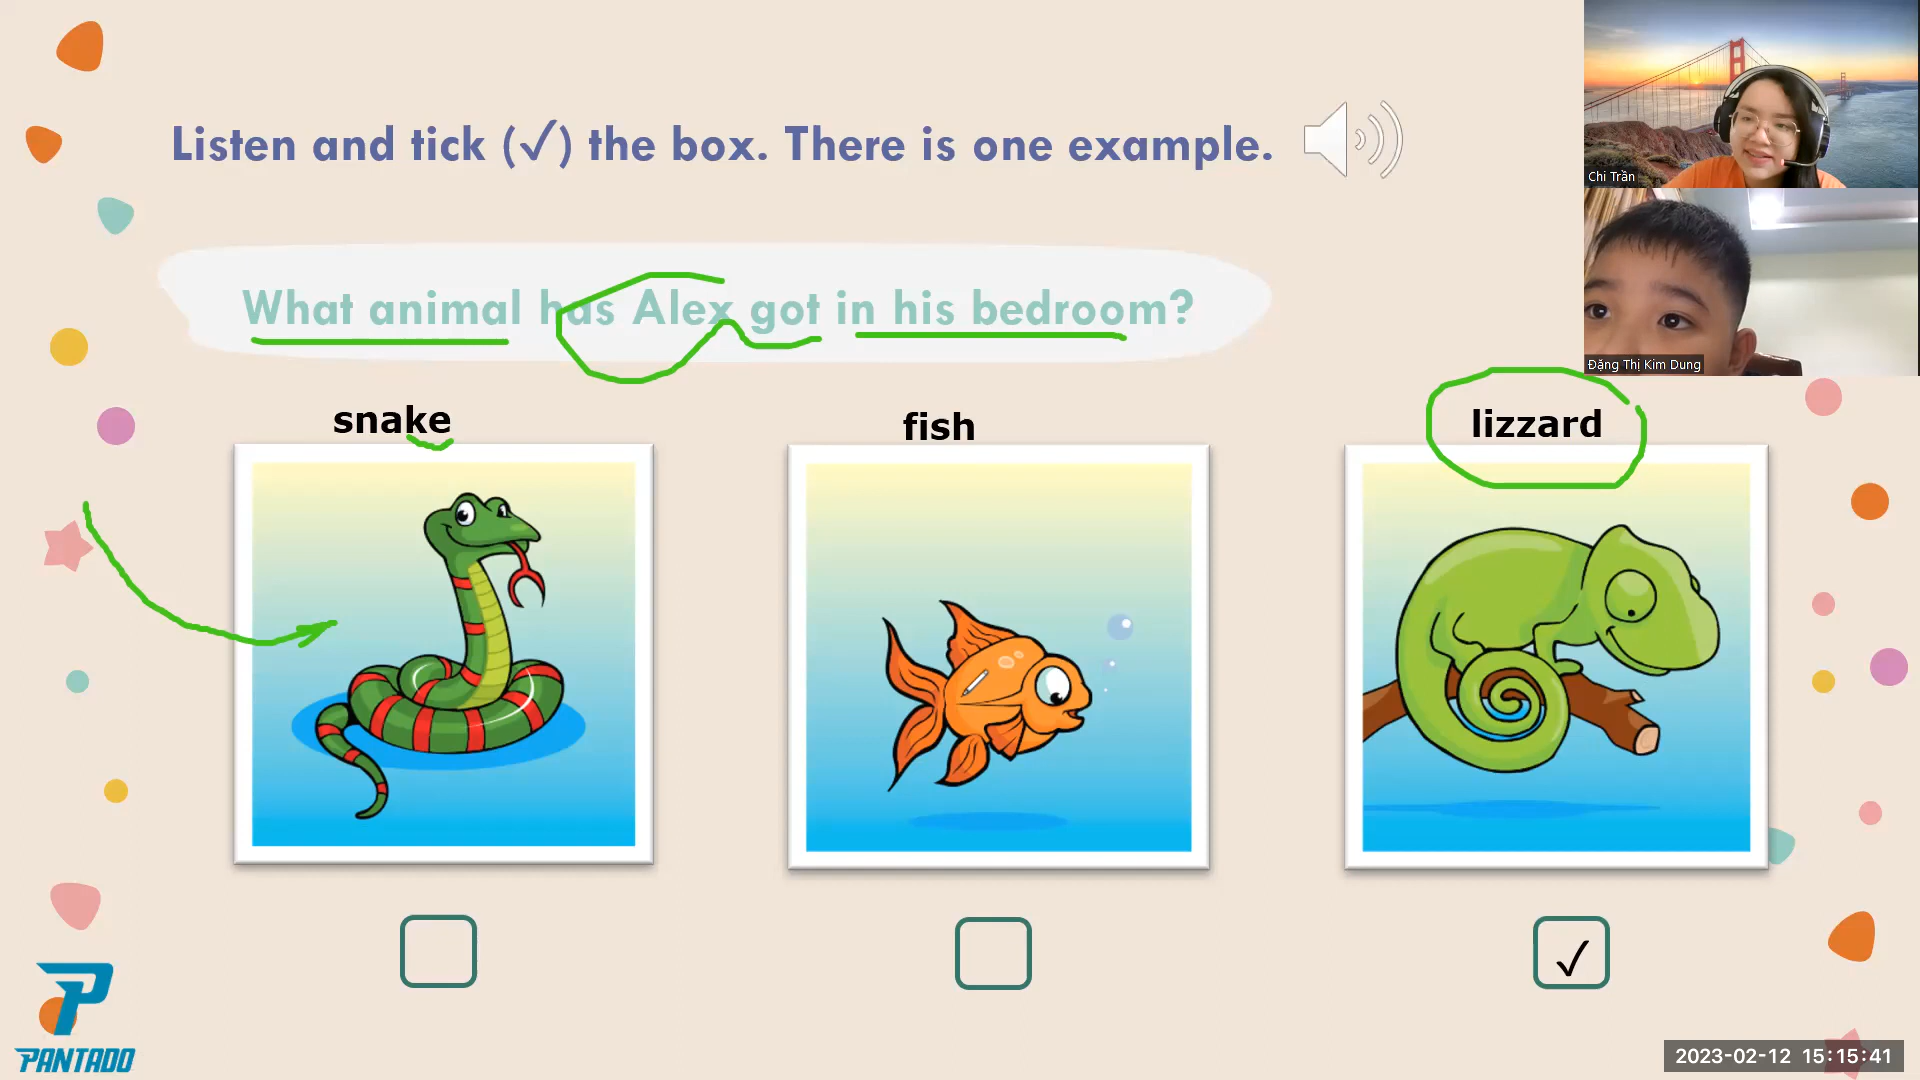 Listen and tick (✓) the box. There is one example.
Chi Trần
What animal has Alex got in his bedroom?
Đặng Thị Kim Dung
snake
fish
lizzard
✓
PANTADO
2023-02-12 15:15:41